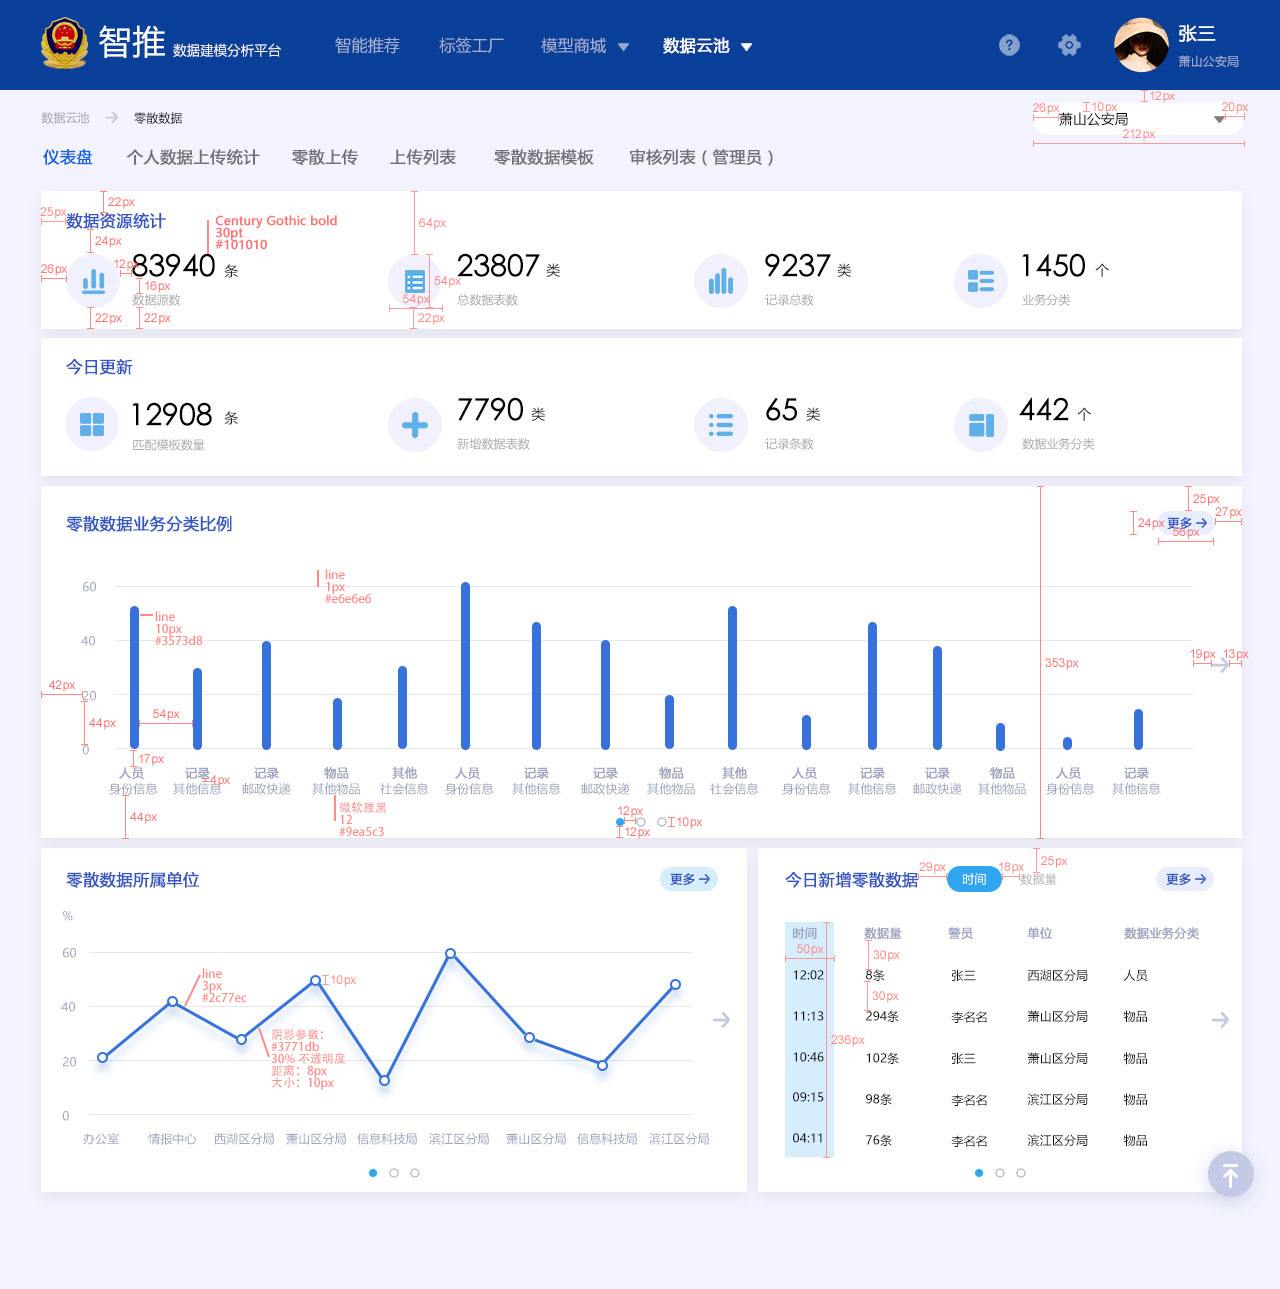 智推 数据建模分析平台 智能推荐 标签工厂 模型商城 数据云池 ? 张三
萧山公安局
数据云池 零散数据
12px
26px 10px 20px
萧山公安局
212px
仪表盘 个人数据上传统计 零散上传 上传列表 零散数据模板 审核列表（管理员）
22px
25px
数据资源统计
Century Gothic bold
30pt
#101010
64px
24px
26px
12px
83940 条
16px
数据源数
22px 22px
54px
54px
22px
23807 类
总数据表数
9237 类
记录总数
1450 个
业务分类
今日更新
12908 条
匹配模板数量
7790 类
新增数据表数
65 类
记录条数
442 个
数据业务分类
零散数据业务分类比例
25px
27px
24px 更多
56px
60
40
20
0
line
1px
#e6e6e6
line
10px
#3573d8
42px
44px
54px
17px
4px
353px
19px 13px
人员 记录 记录 物品 其他 人员 记录 记录 物品 其他 人员 记录 记录 物品 人员 记录
身份信息 其他信息 邮政快递 其他物品 社会信息 身份信息 其他信息 邮政快递 其他物品 社会信息 身份信息 其他信息 邮政快递 其他物品 身份信息 其他信息
44px
微软雅黑
12
#9ea5c3
12px
10px
12px
零散数据所属单位 更多
%
60
40
20
0
line
3px
#2c77ec
10px
阴影参数：
#3771db
30% 不透明度
距离：8px
大小：10px
办公室 情报中心 西湖区分局 萧山区分局 信息科技局 滨江区分局 萧山区分局 信息科技局 滨江区分局
今日新增零散数据 29px 时间 18px 数据量 25px 更多
时间 数据量 警员 单位 数据业务分类
50px 30px
12:02 8条 张三 西湖区分局 人员
30px
11:13 294条 李名名 萧山区分局 物品
236px
10:46 102条 张三 萧山区分局 物品
09:15 98条 李名名 滨江区分局 物品
04:11 76条 李名名 滨江区分局 物品